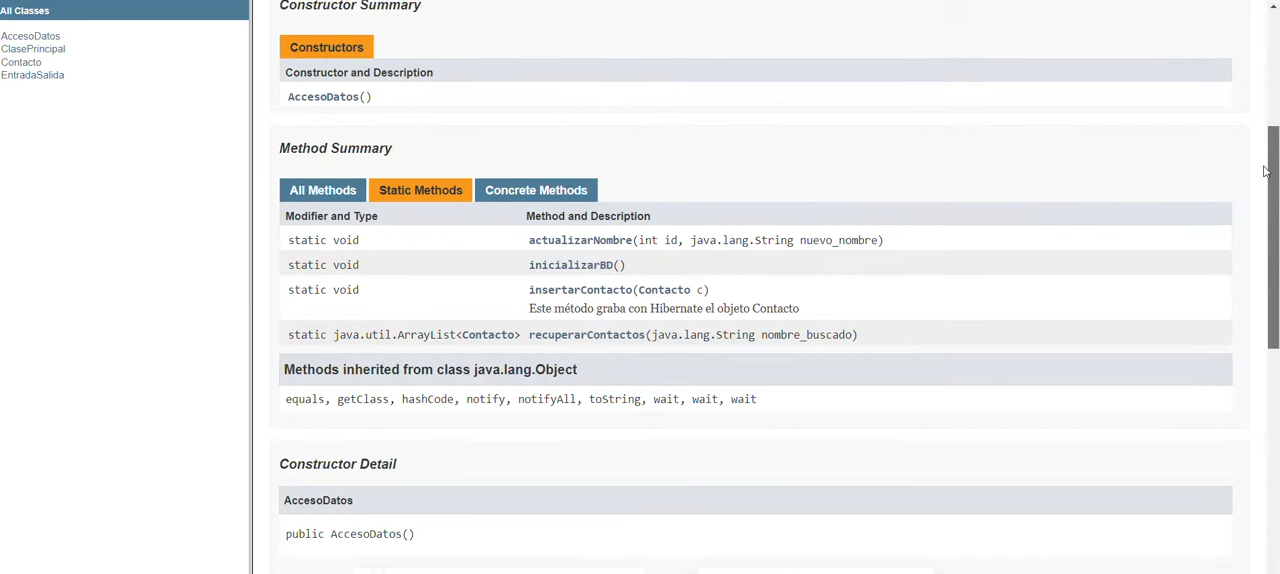 All Classes
AccesoDatos
ClasePrincipal
Contacto
EntradaSalida
Constructor Summary
Constructors
Constructor and Description
AccesoDatos()
Method Summary
All Methods Static Methods Concrete Methods
Modifier and Type Method and Description
static void actualizarNombre(int id, java.lang.String nuevo_nombre)
static void inicializarBD()
static void insertarContacto(Contacto c)
Este método graba con Hibernate el objeto Contacto
static java.util.ArrayList<Contacto> recuperarContactos(java.lang.String nombre_buscado)
Methods inherited from class java.lang.Object
equals, getClass, hashCode, notify, notifyAll, toString, wait, wait, wait
Constructor Detail
AccesoDatos
public AccesoDatos()